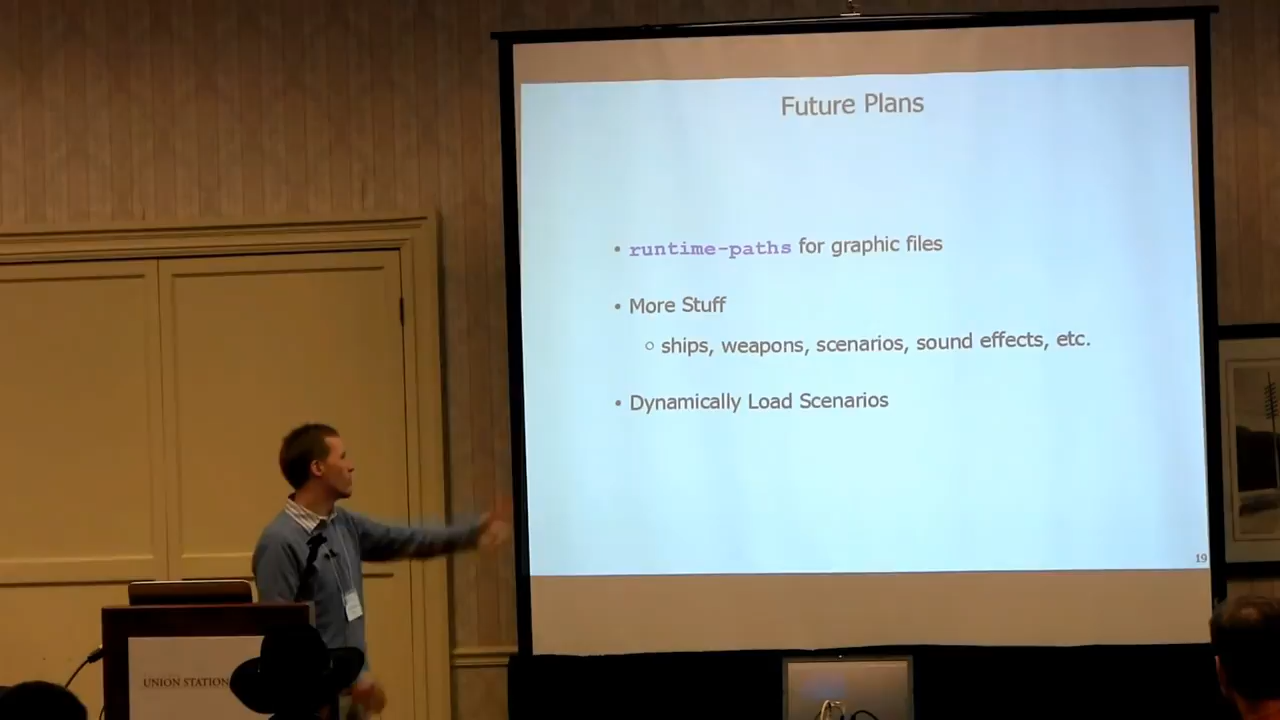 Future Plans
• runtime-paths for graphic files
• More Stuff
○ ships, weapons, scenarios, sound effects, etc.
• Dynamically Load Scenarios
19
UNION STATION